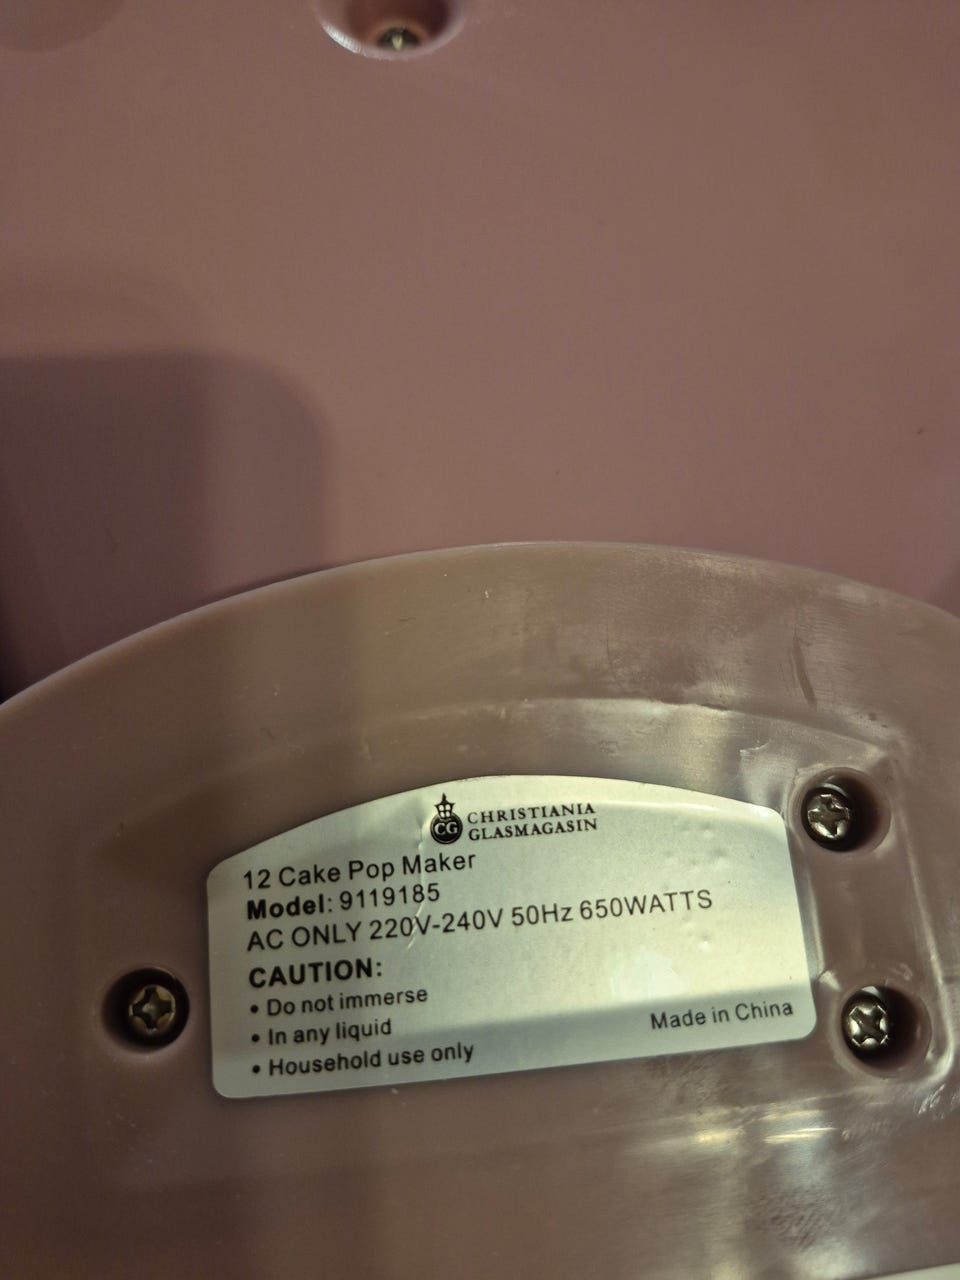 CG
CHRISTIANIA
GLASMAGASIN
12 Cake Pop Maker
Model: 9119185
AC ONLY 220V-240V 50Hz 650WATTS
CAUTION:
• Do not immerse
• In any liquid
• Household use only
Made in China